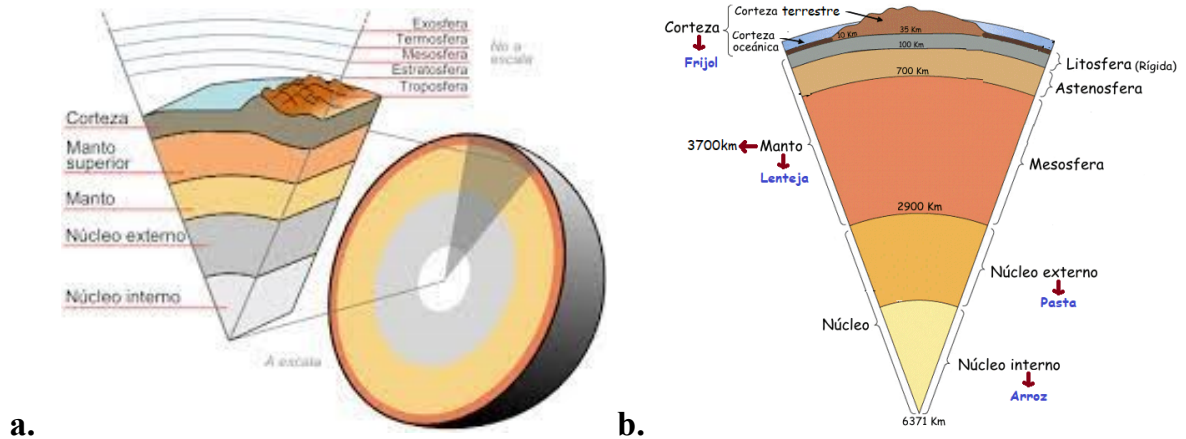 Exosfera
Termosfera
Mesosfera
Estratosfera
Troposfera
No a
escala
Corteza
Manto
superior
Manto
Núcleo externo
Núcleo interno
A escala
a.
Corteza terrestre
Corteza
Corteza
oceánica
Frijol
10 Km
35 Km
100 Km
700 Km
Litosfera (Rígida)
Astenosfera
3700km
Manto
Lenteja
Mesosfera
2900 Km
Núcleo externo
Pasta
Núcleo
Núcleo interno
Arroz
6371 Km
b.